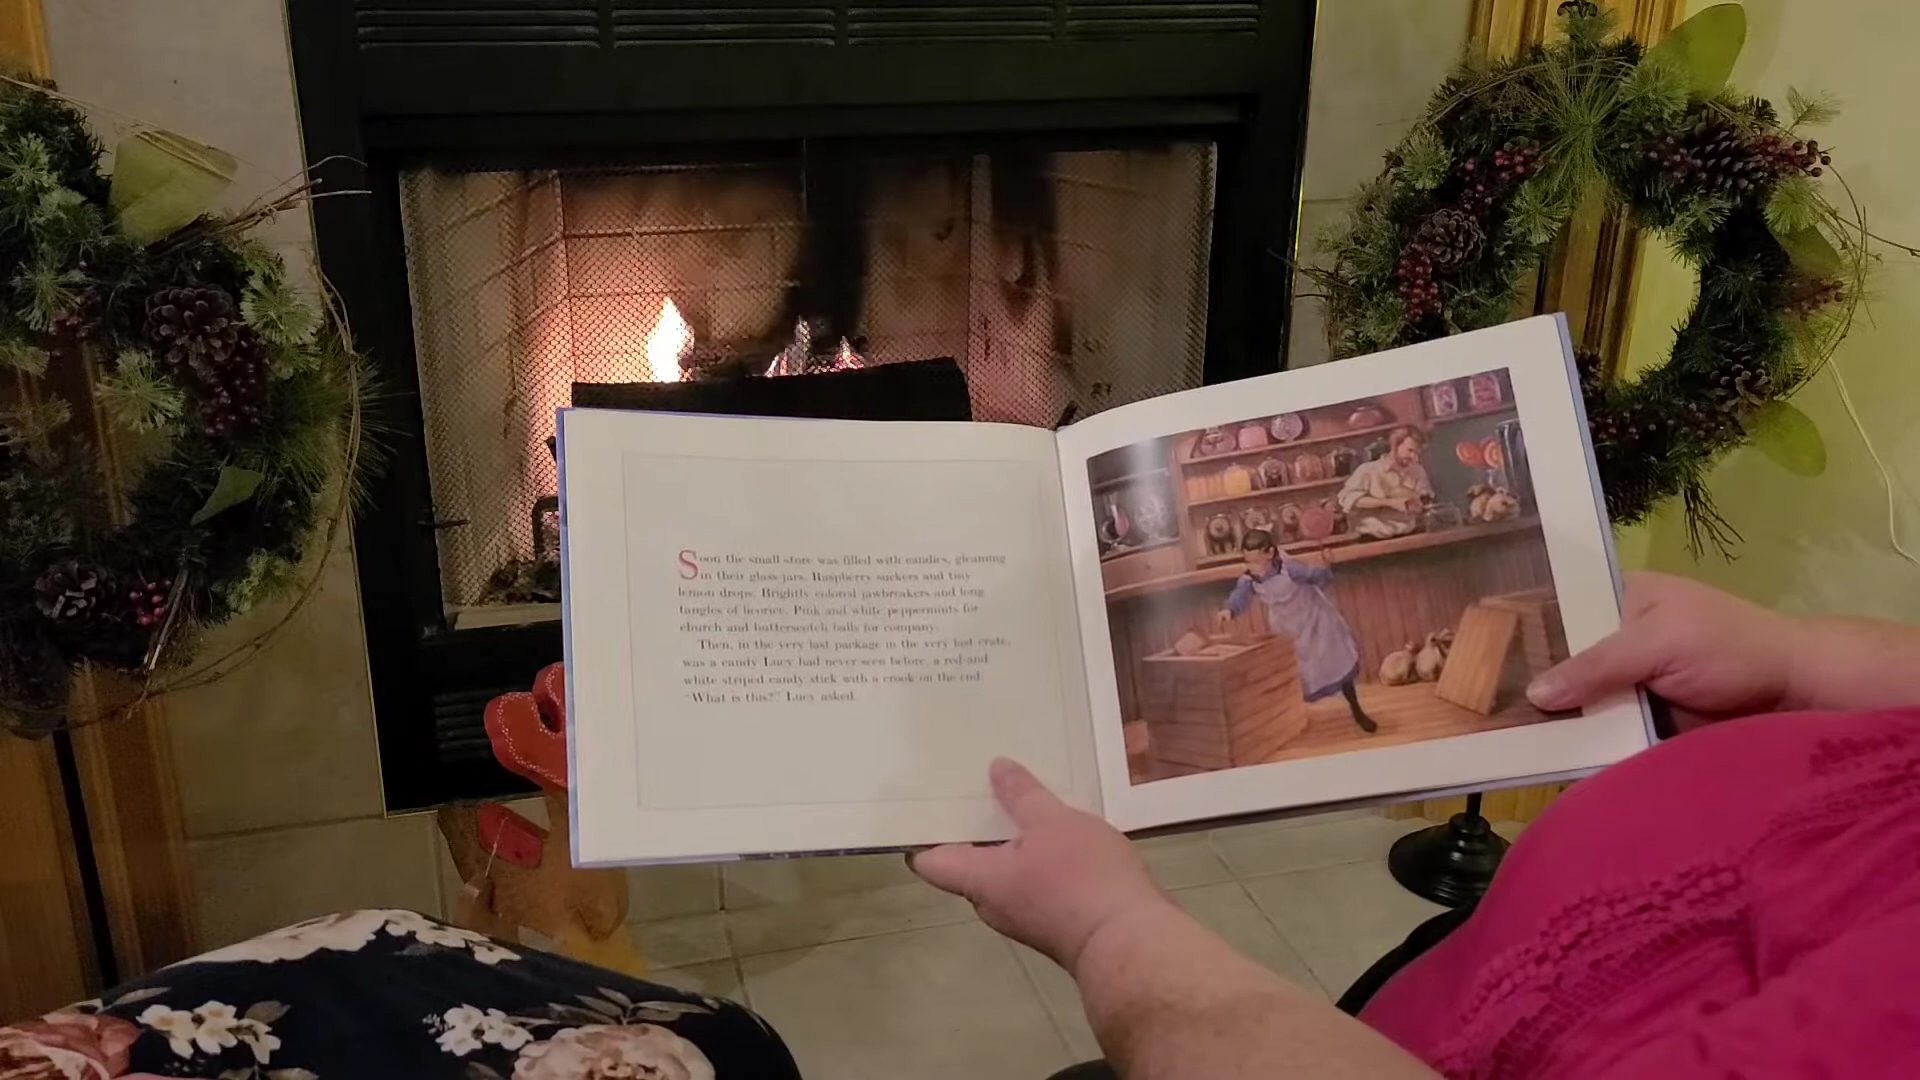 Soon the small store was filled with candies, gleaming
in their glass jars. Raspberry suckers and tiny
lemon drops. Brightly colored jawbreakers and long
tangles of licorice. Pink and white peppermints for
church and butterscotch balls for company.
Then, in the very last package in the very last crate,
was a candy Lucy had never seen before, a red-and-
white striped candy stick with a crook on the end.
"What is this?" Lucy asked.